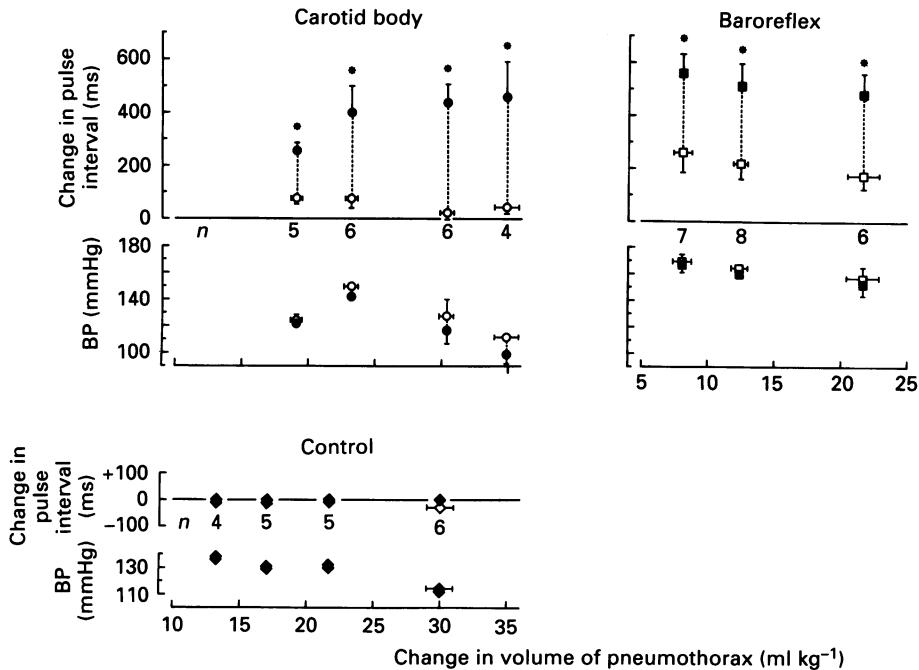 Carotid body
Baroreflex
Change in pulse
interval (ms)
600
400
200
0
n 5 6 6 4
7 8 6
BP (mmHg)
180
140
100
5 10 15 20 25
Control
Change in
pulse
interval
(ms)
+100
0
−100
n 4 5 5 6
BP
(mmHg)
130
110
10 15 20 25 30 35
Change in volume of pneumothorax (ml kg⁻¹)